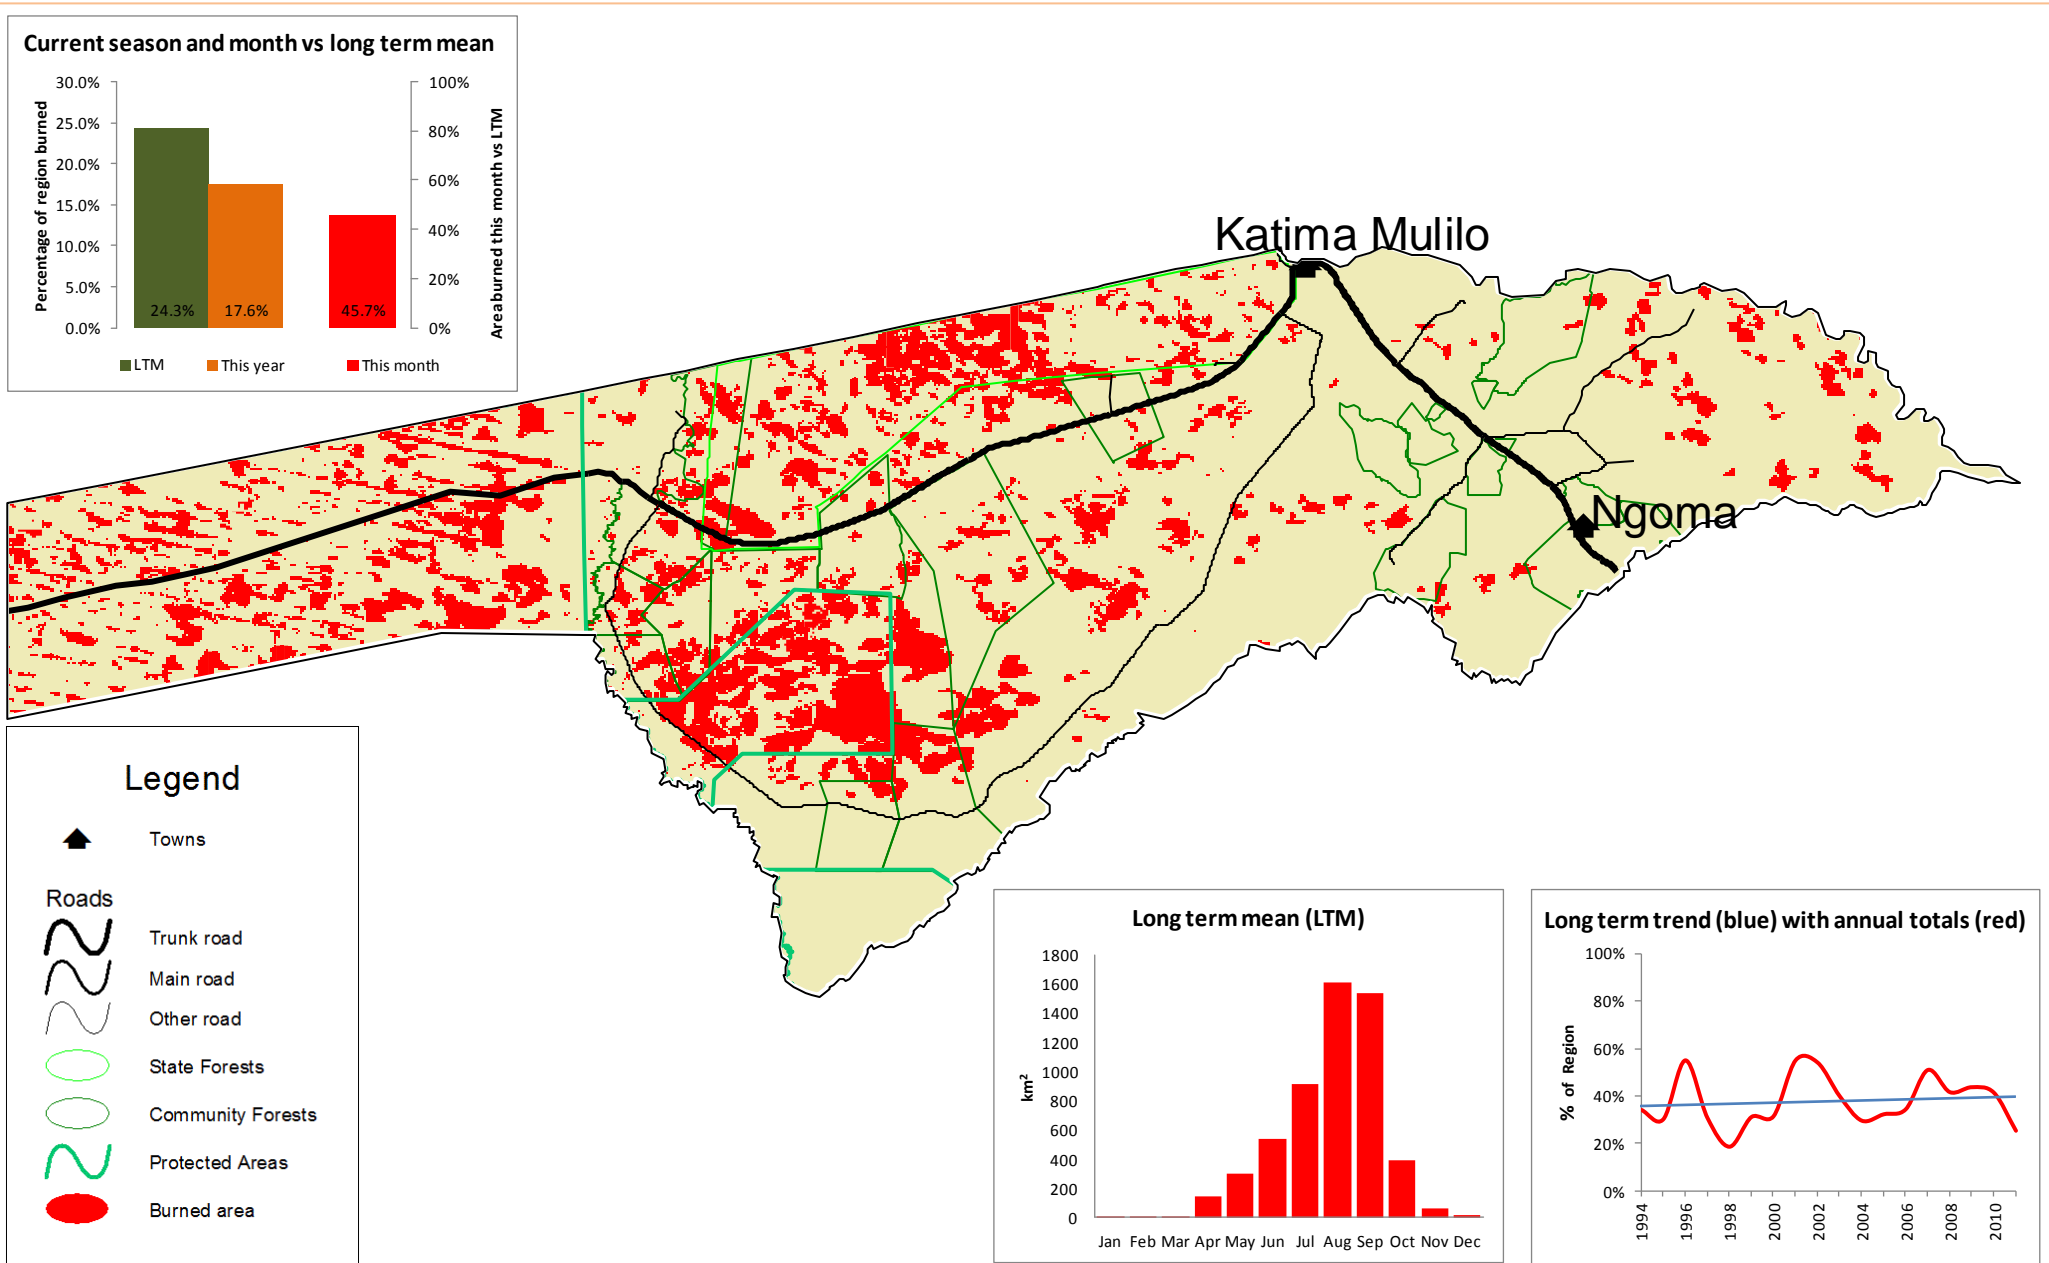 Current season and month vs long term mean
Percentage of region burned
30.0%
25.0%
20.0%
15.0%
10.0%
5.0%
0.0%
24.3%
17.6%
45.7%
100%
80%
60%
40%
20%
0%
Area burned this month vs LTM
LTM
This year
This month
Katima Mulilo
Ngoma
Legend
Towns
Roads
Trunk road
Main road
Other road
State Forests
Community Forests
Protected Areas
Burned area
Long term mean (LTM)
km²
1800
1600
1400
1200
1000
800
600
400
200
0
Jan Feb Mar Apr May Jun Jul Aug Sep Oct Nov Dec
Long term trend (blue) with annual totals (red)
% of Region
100%
80%
60%
40%
20%
0%
1994 1996 1998 2000 2002 2004 2006 2008 2010